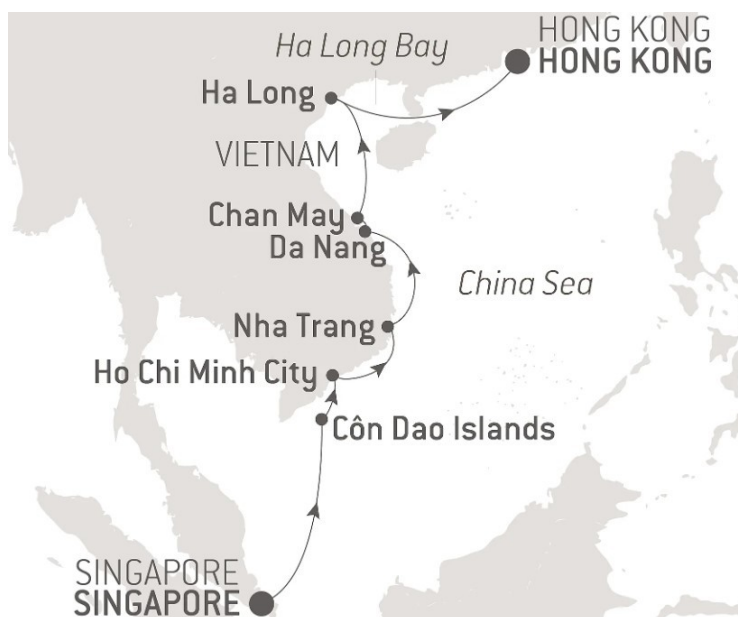 HONG KONG
HONG KONG
Ha Long Bay
Ha Long
VIETNAM
Chan May
Da Nang
China Sea
Nha Trang
Ho Chi Minh City
Côn Dao Islands
SINGAPORE
SINGAPORE